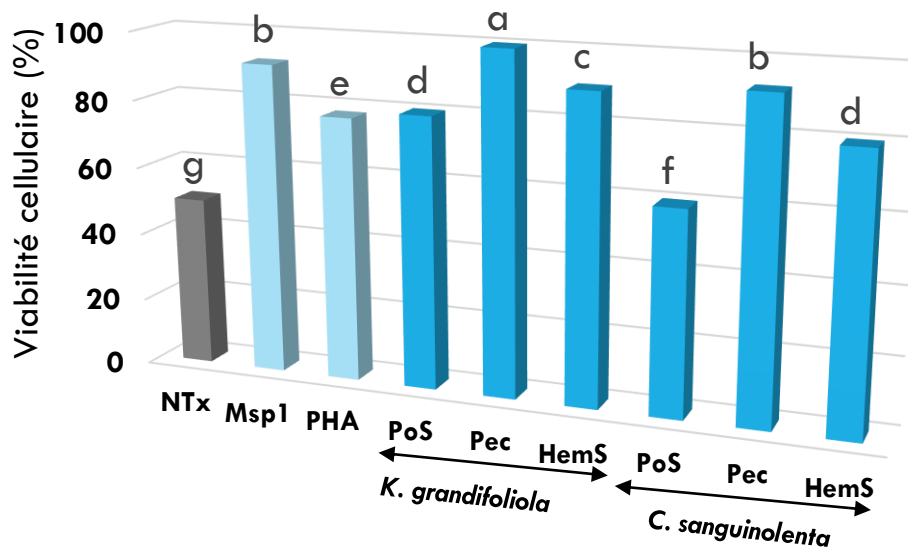 Viabilité cellulaire (%)
100
80
60
40
20
0
g
b
e
d
a
c
f
b
d
NTx
Msp1
PHA
PoS
Pec
HemS
PoS
Pec
HemS
K. grandifoliola
C. sanguinolenta